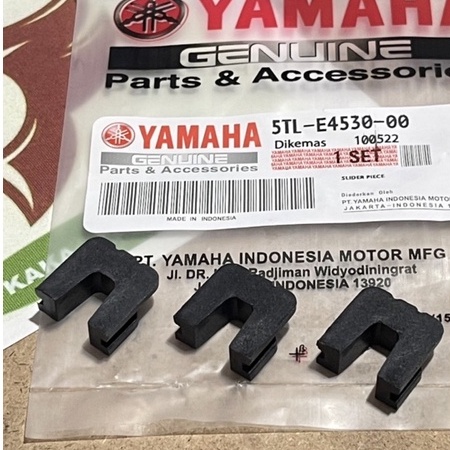 YAMAHA
GENUINE
Parts & Accessories
YAMAHA
GENUINE
Parts & Accessories
MADE IN INDONESIA
5TL-E4530-00
Dikemas 100522
1 SET
SLIDER PIECE
Diedarkan Oleh
PT. YAMAHA INDONESIA MOTOR
JAKARTA-INDONESIA
PT. YAMAHA INDONESIA MOTOR MFG
Jl. DR. Radjiman Widyodiningrat
INDONESIA 13920
KAKA